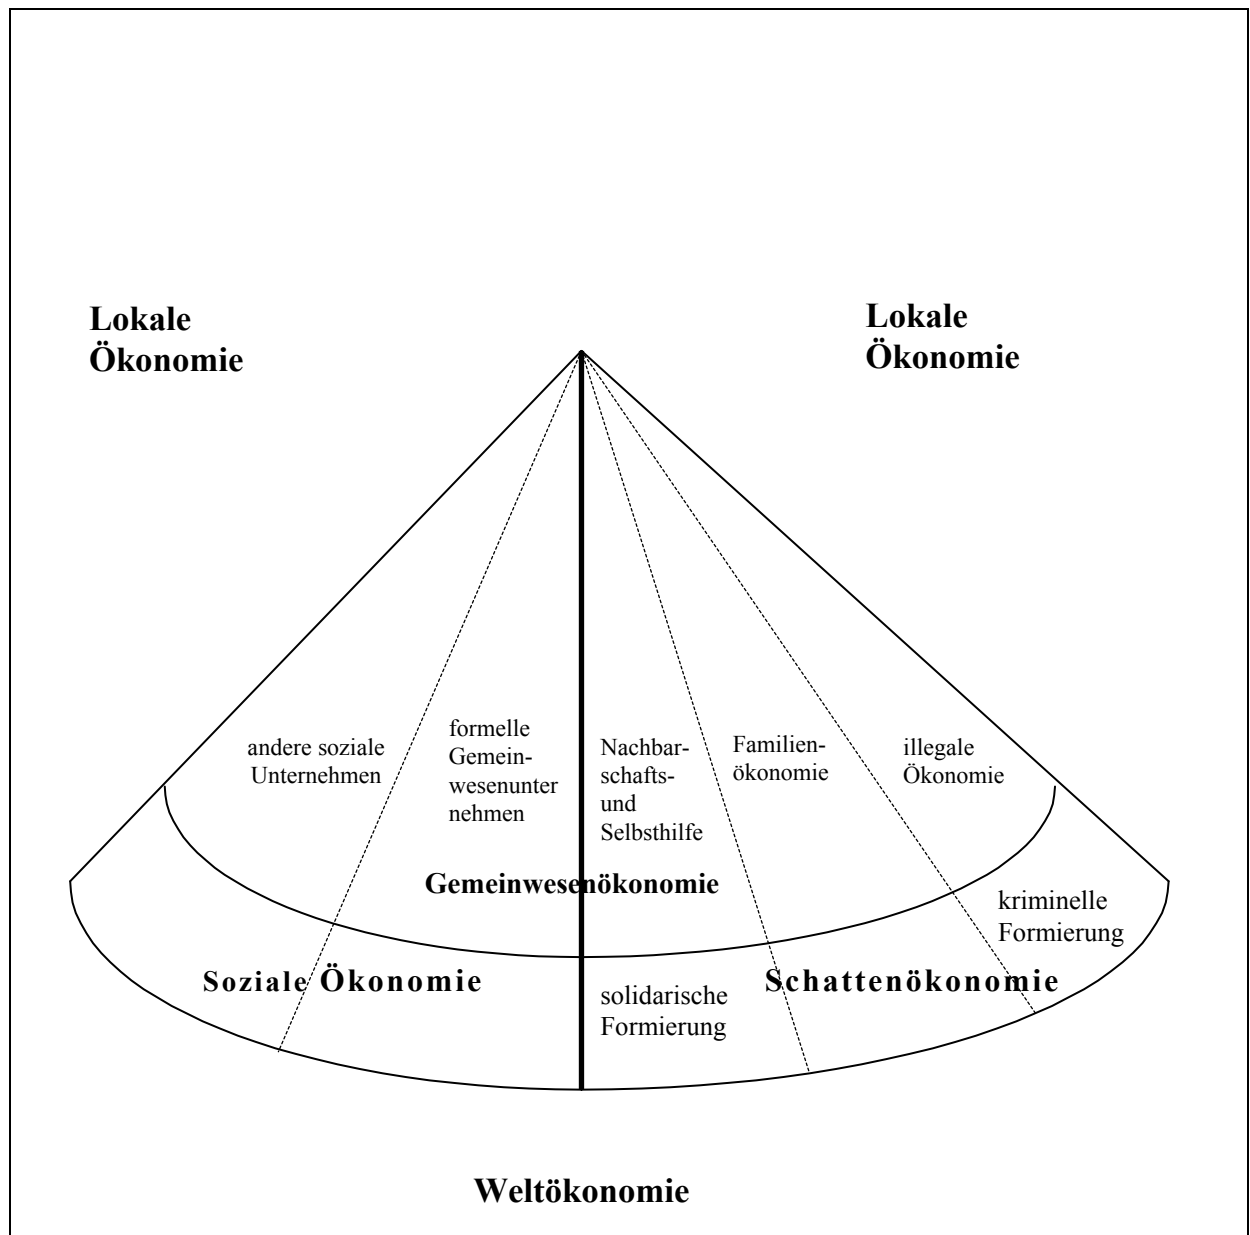 Lokale
Ökonomie
Lokale
Ökonomie
andere soziale
Unternehmen
formelle
Gemein-
wesenunter
nehmen
Nachbar-
schafts-
und
Selbsthilfe
Familien-
ökonomie
illegale
Ökonomie
Gemeinwesenökonomie
kriminelle
Formierung
Soziale Ökonomie
Schattenökonomie
solidarische
Formierung
Weltökonomie